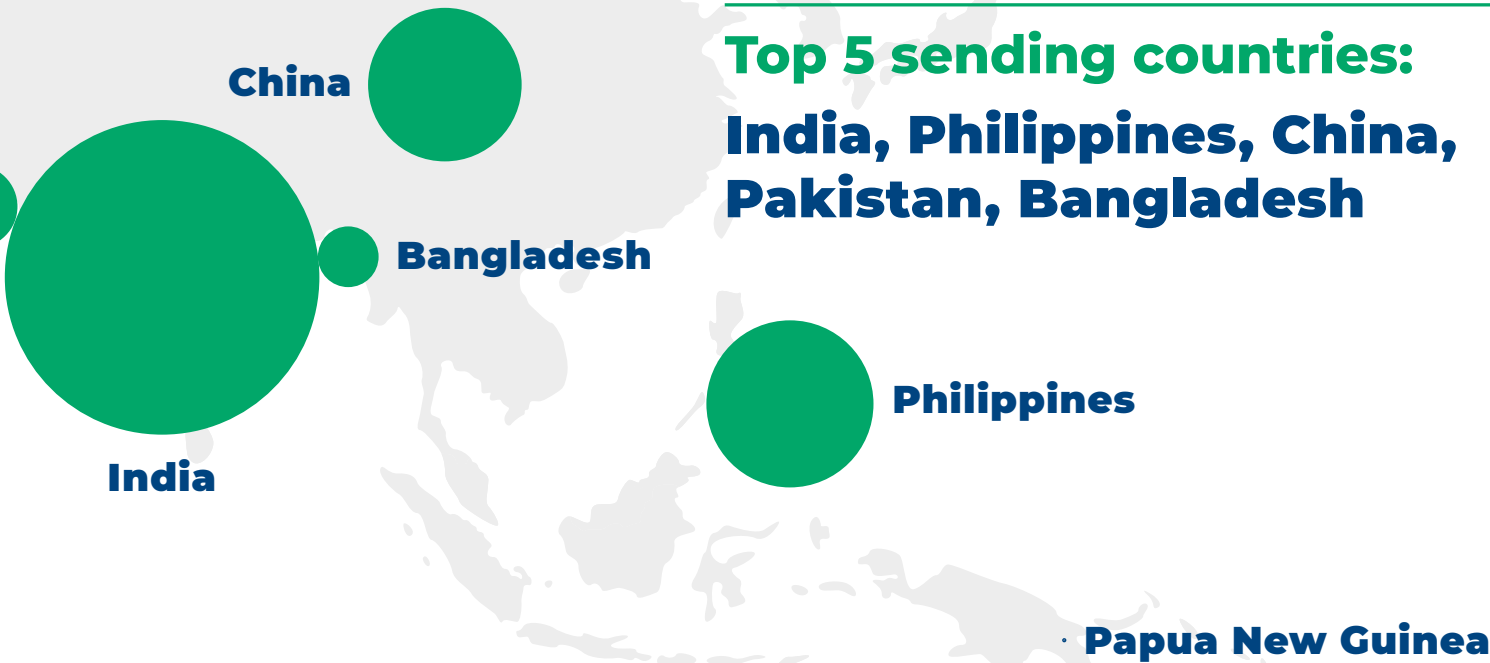 Top 5 sending countries:
India, Philippines, China,
Pakistan, Bangladesh
China
Bangladesh
Philippines
India
Papua New Guinea